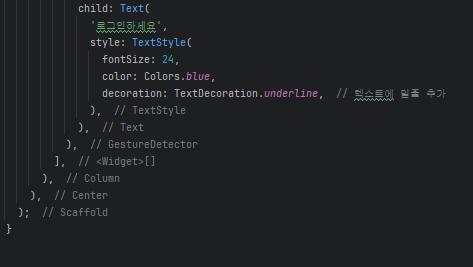 child: Text(
'로그인하세요',
style: TextStyle(
fontSize: 24,
color: Colors.blue,
decoration: TextDecoration.underline,  // 텍스트에 밑줄 추가
),  // TextStyle
),  // Text
),  // GestureDetector
],  // <Widget>[]
),  // Column
),  // Center
);  // Scaffold
}